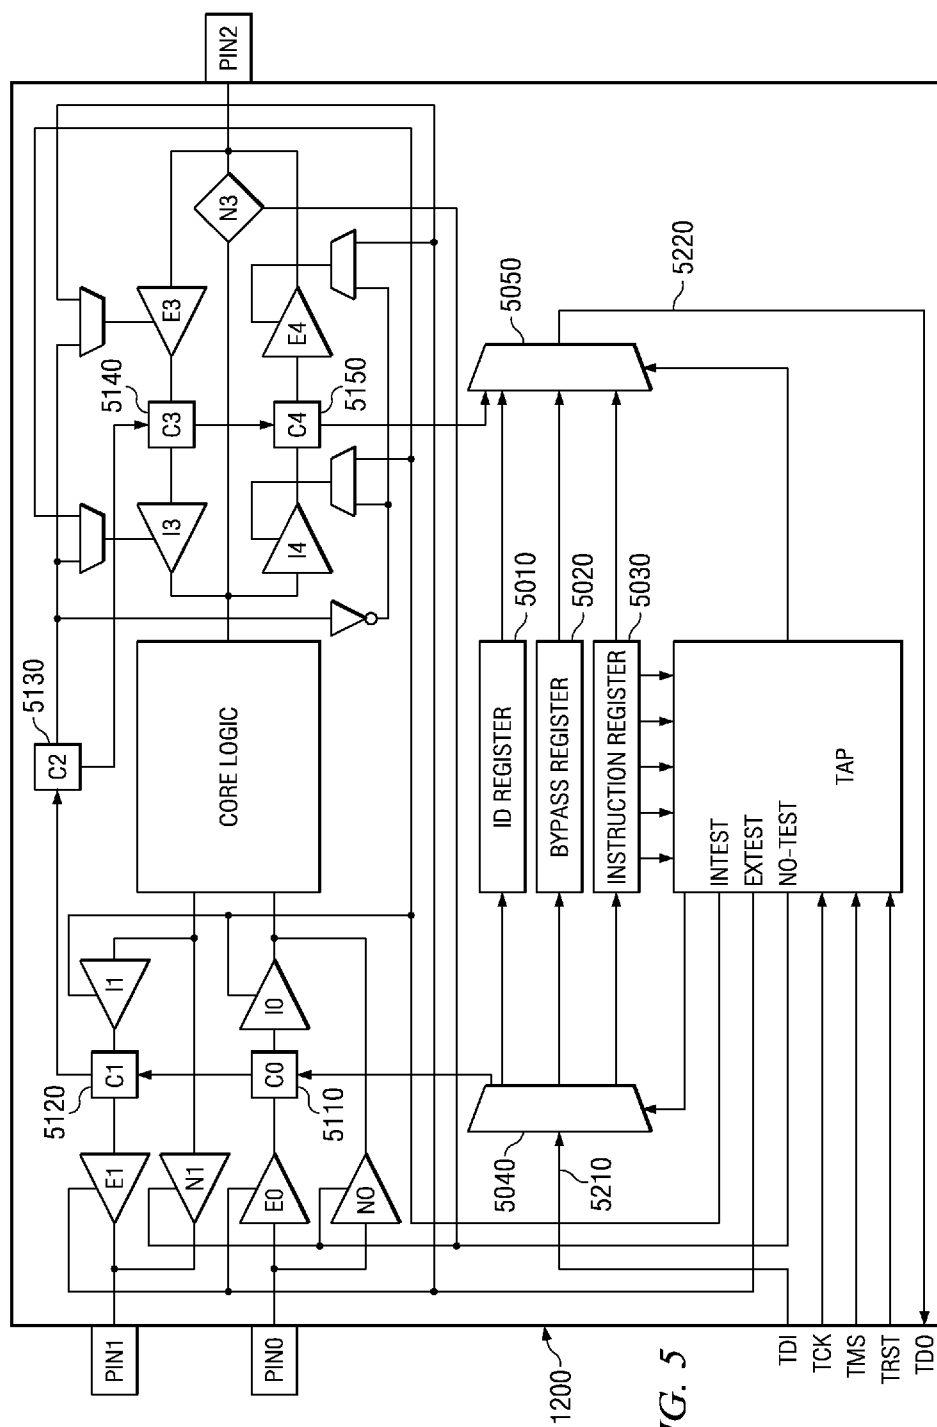 PIN2
N3
E3
E4
5140
C3
C4
5150
I3
I4
5130
C2
CORE LOGIC
I1
I0
5120
C1
C0
5110
E1
N1
E0
N0
PIN1
PIN0
5220
5050
5010
ID REGISTER
5020
BYPASS REGISTER
5030
INSTRUCTION REGISTER
TAP
INTEST
EXTEST
NO-TEST
5040
5210
TDI
TCK
TMS
TRST
TDO
1200
IG. 5